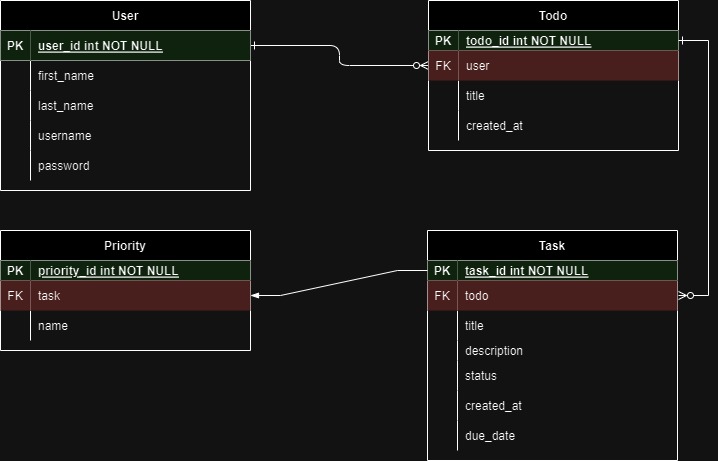 User
PK user_id int NOT NULL
first_name
last_name
username
password
Todo
PK todo_id int NOT NULL
FK user
title
created_at
Priority
PK priority_id int NOT NULL
FK task
name
Task
PK task_id int NOT NULL
FK todo
title
description
status
created_at
due_date